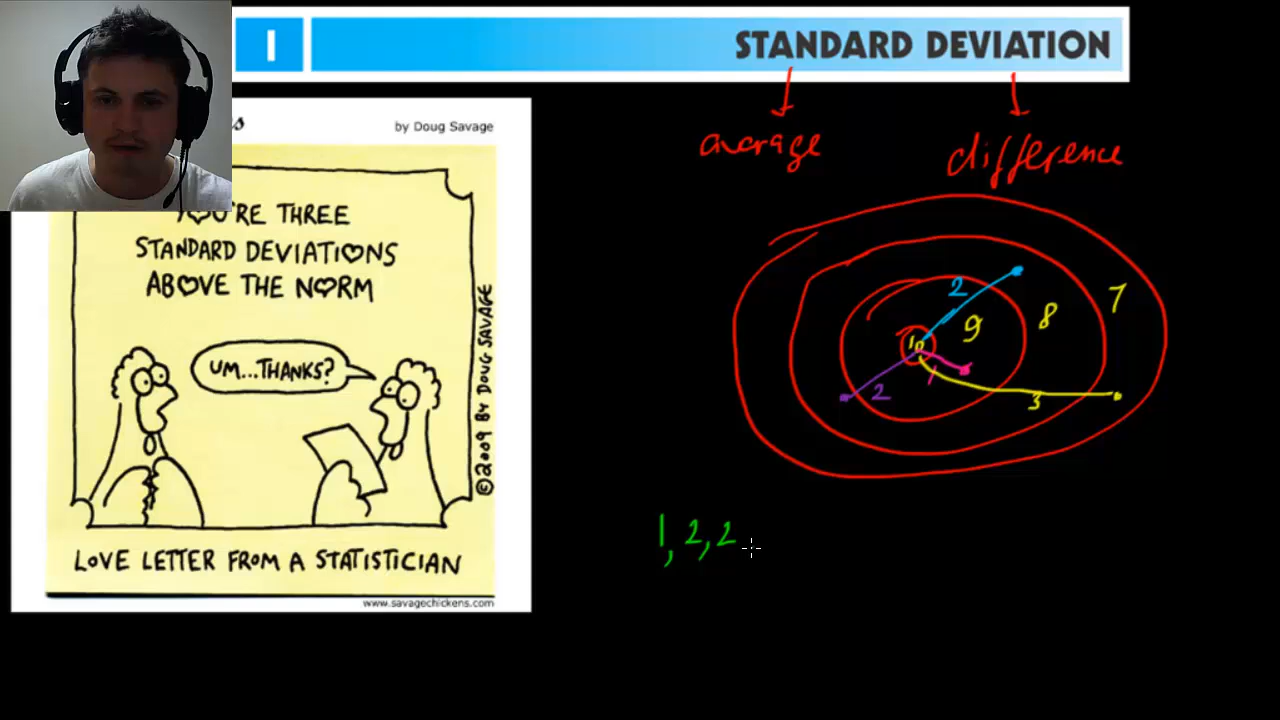 1 STANDARD DEVIATION
average difference
by Doug Savage
YOU'RE THREE
STANDARD DEVIATIONS
ABOVE THE NORM
UM...THANKS?
©2009 BY DOUG SAVAGE
LOVE LETTER FROM A STATISTICIAN
www.savagechickens.com
2
9
8
7
10
1
2
3
1, 2, 2